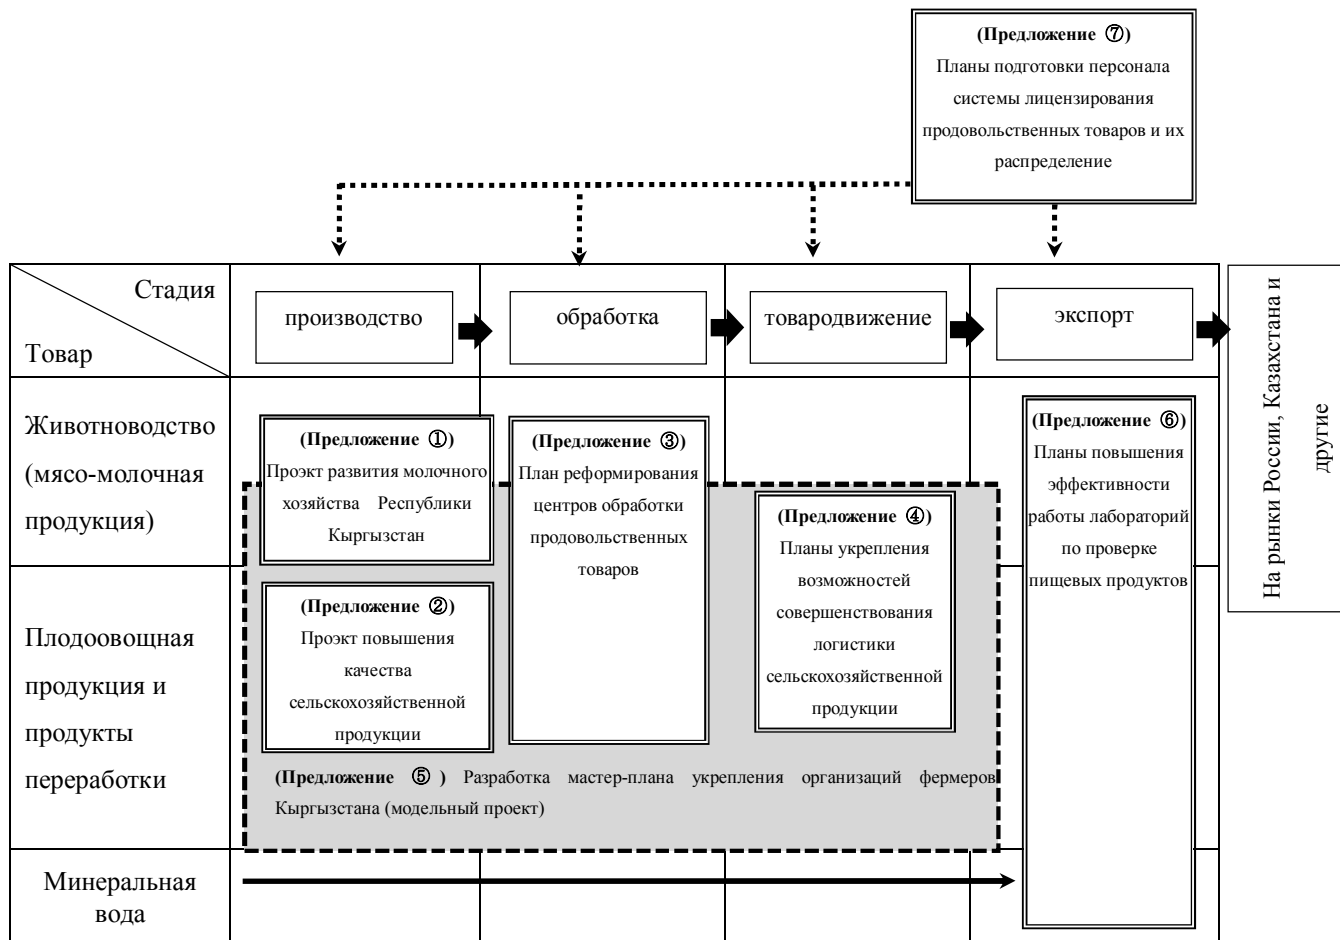 (Предложение ⑦)
Планы подготовки персонала
системы лицензирования
продовольственных товаров и их
распределение
Стадия
Товар
производство
обработка
товародвижение
экспорт
На рынки России, Казахстана и
другие
Животноводство
(мясо-молочная
продукция)
(Предложение ①)
Проэкт развития молочного
хозяйства Республики
Кыргызстан
(Предложение ③)
План реформирования
центров обработки
продовольственных
товаров
(Предложение ④)
Планы укрепления
возможностей
совершенствования
логистики
сельскохозяйственной
продукции
(Предложение ⑥)
Планы повышения
эффективности
работы лабораторий
по проверке
пищевых продуктов
Плодоовощная
продукция и
продукты
переработки
(Предложение ②)
Проэкт повышения
качества
сельскохозяйственной
продукции
(Предложение ⑤ ) Разработка мастер-плана укрепления организаций фермеров
Кыргызстана (модельный проект)
Минеральная
вода